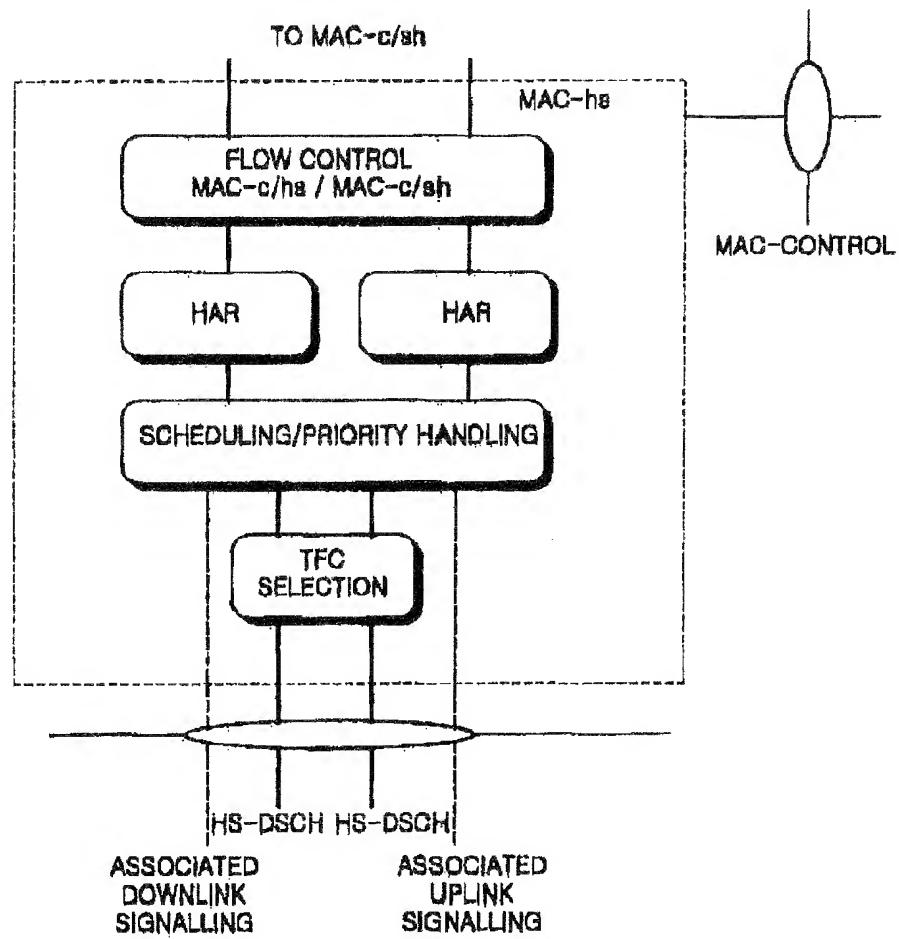 TO MAC-c/sh
MAC-hs
FLOW CONTROL
MAC-c/hs / MAC-c/sh
MAC-CONTROL
HAR
HAR
SCHEDULING/PRIORITY HANDLING
TFC
SELECTION
HS-DSCH HS-DSCH
ASSOCIATED
DOWNLINK
SIGNALLING
ASSOCIATED
UPLINK
SIGNALLING